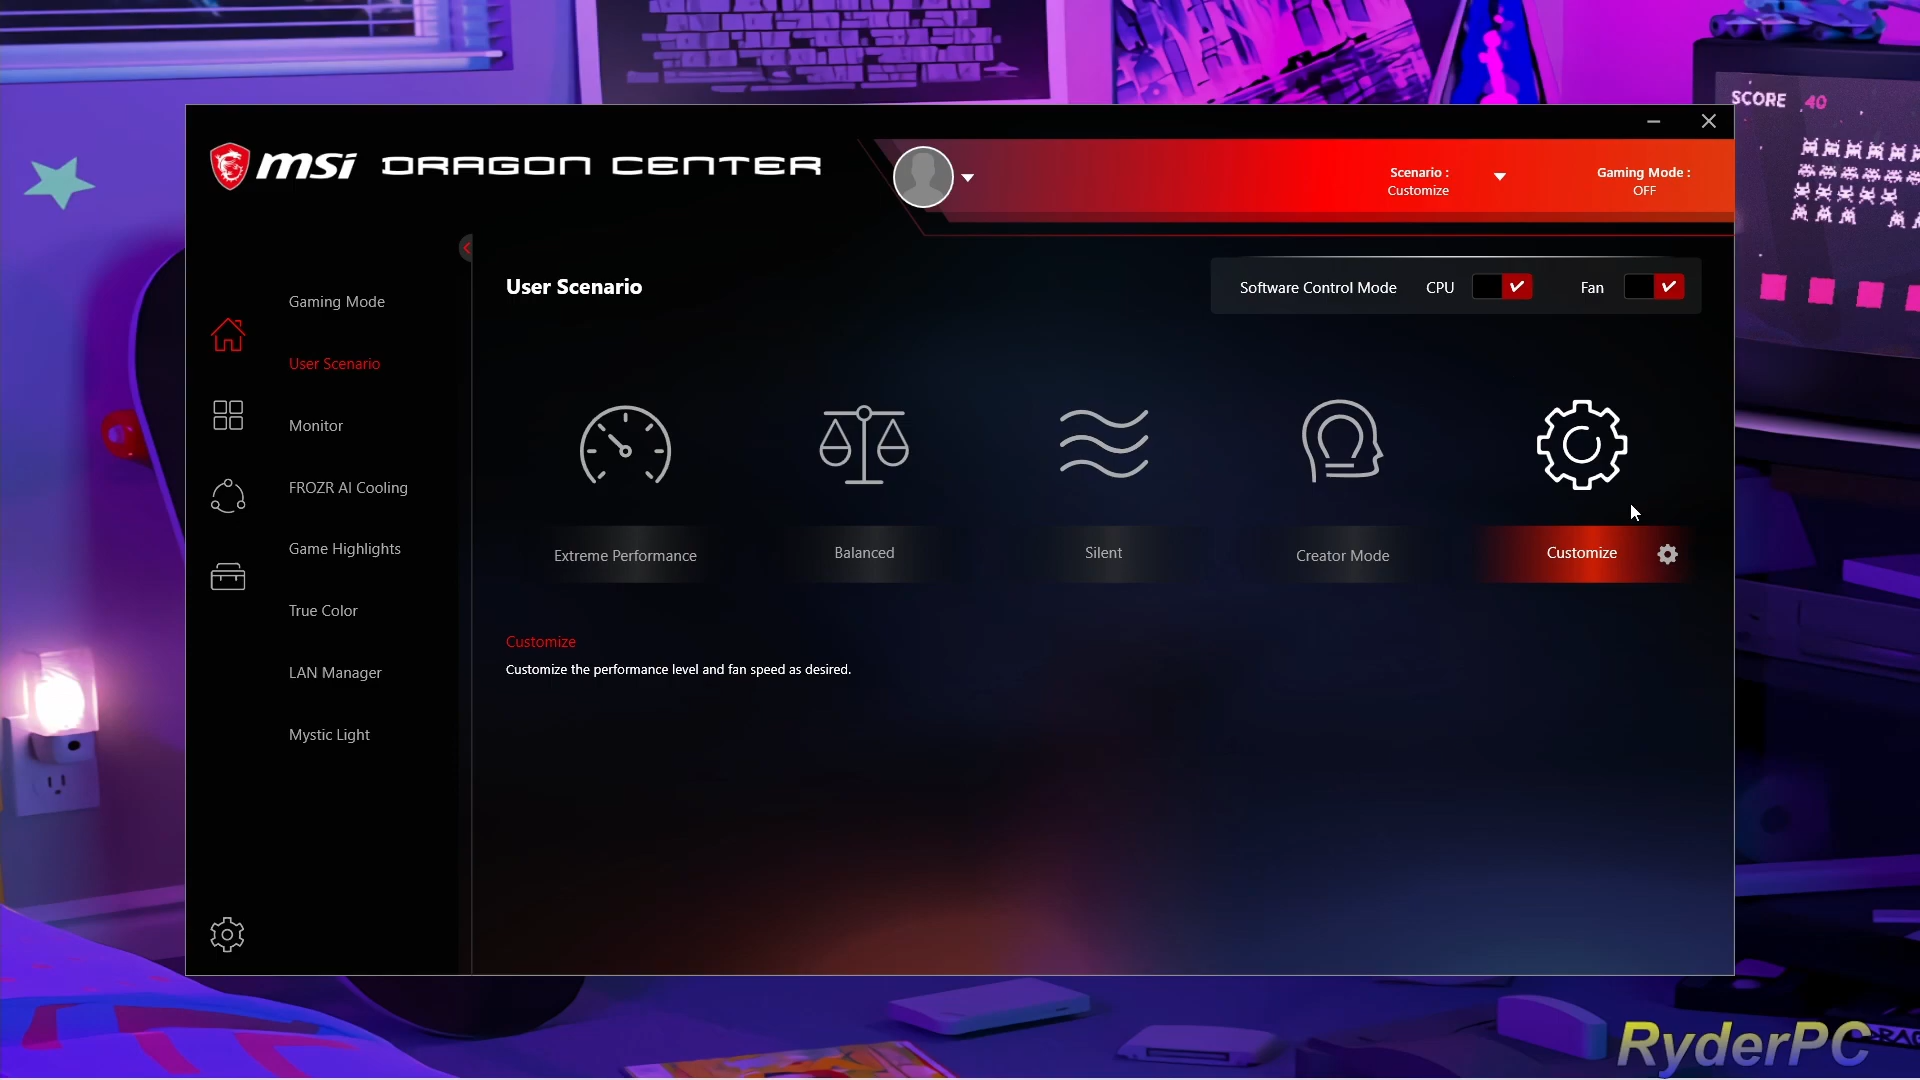 SCORE 40
msi DRAGON CENTER
Scenario :
Customize
Gaming Mode :
OFF
Gaming Mode
User Scenario
Monitor
FROZR AI Cooling
Game Highlights
True Color
LAN Manager
Mystic Light
User Scenario
Software Control Mode CPU Fan
Extreme Performance
Balanced
Silent
Creator Mode
Customize
Customize
Customize the performance level and fan speed as desired.
RyderPC